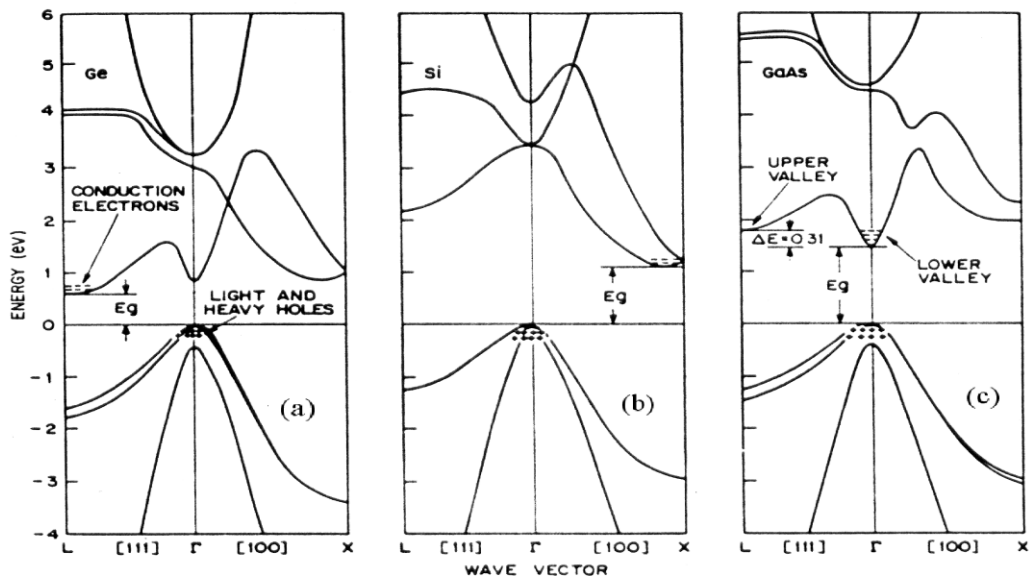 6
5
4
3
2
1
0
-1
-2
-3
-4
ENERGY (eV)
Ge
CONDUCTION
ELECTRONS
Eg
LIGHT AND
HEAVY HOLES
(a)
L [111] Γ [100] X
Si
Eg
(b)
L [111] Γ [100] X
GaAs
UPPER
VALLEY
ΔE=0.31
LOWER
VALLEY
Eg
(c)
L [111] Γ [100] X
WAVE VECTOR